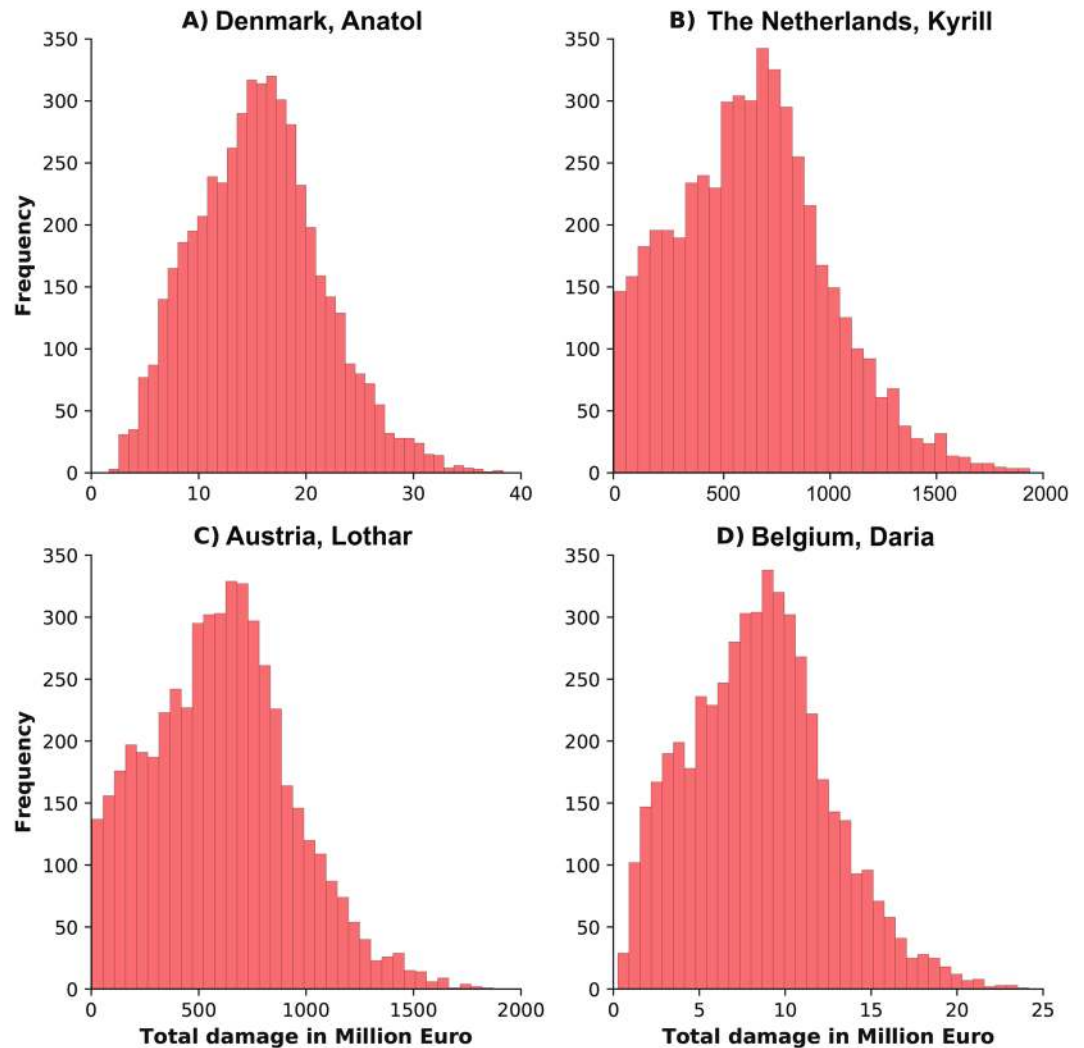 A) Denmark, Anatol
B) The Netherlands, Kyrill
350
300
250
200
150
100
50
0
Frequency
0 10 20 30 40
350
300
250
200
150
100
50
0
0 500 1000 1500 2000
C) Austria, Lothar
D) Belgium, Daria
350
300
250
200
150
100
50
0
Frequency
0 500 1000 1500 2000
Total damage in Million Euro
350
300
250
200
150
100
50
0
0 5 10 15 20 25
Total damage in Million Euro